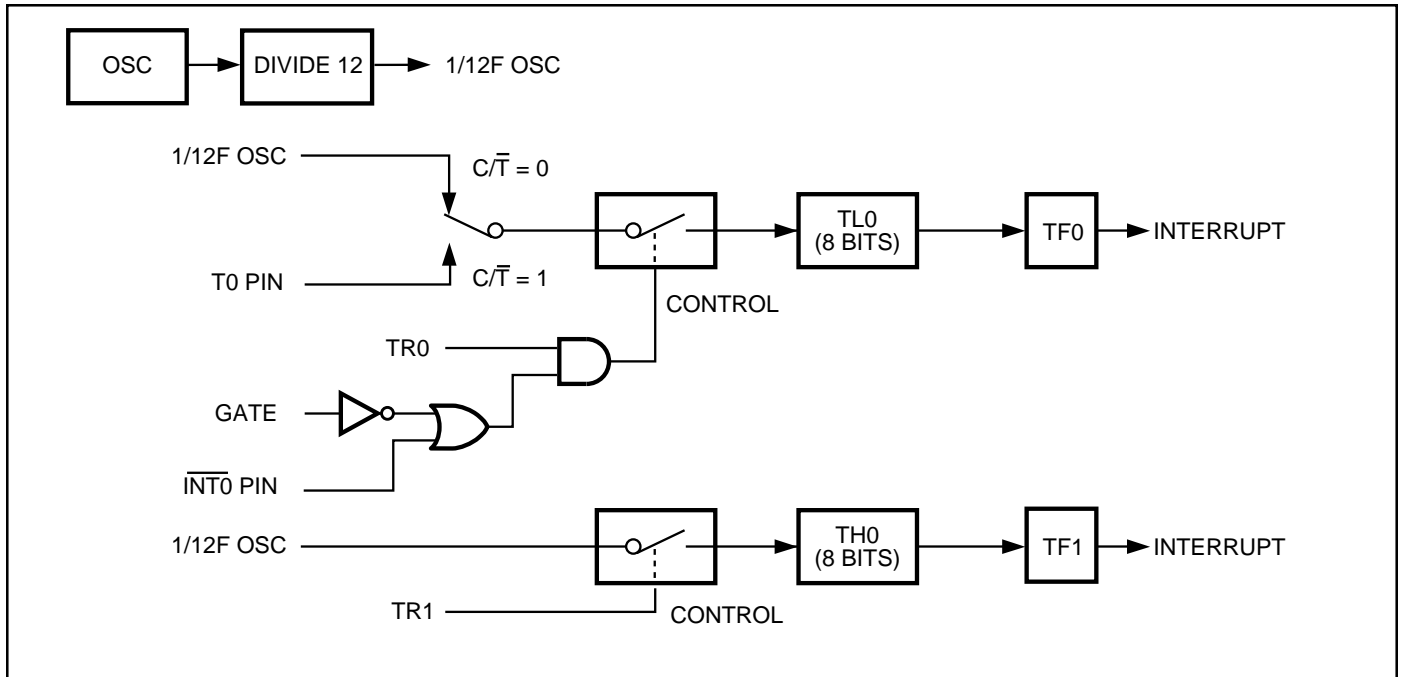 OSC
DIVIDE 12
1/12F OSC
1/12F OSC
C/T̅ = 0
TL0
(8 BITS)
TF0
INTERRUPT
T0 PIN
C/T̅ = 1
CONTROL
TR0
GATE
I̅N̅T̅0̅ PIN
1/12F OSC
TH0
(8 BITS)
TF1
INTERRUPT
TR1
CONTROL